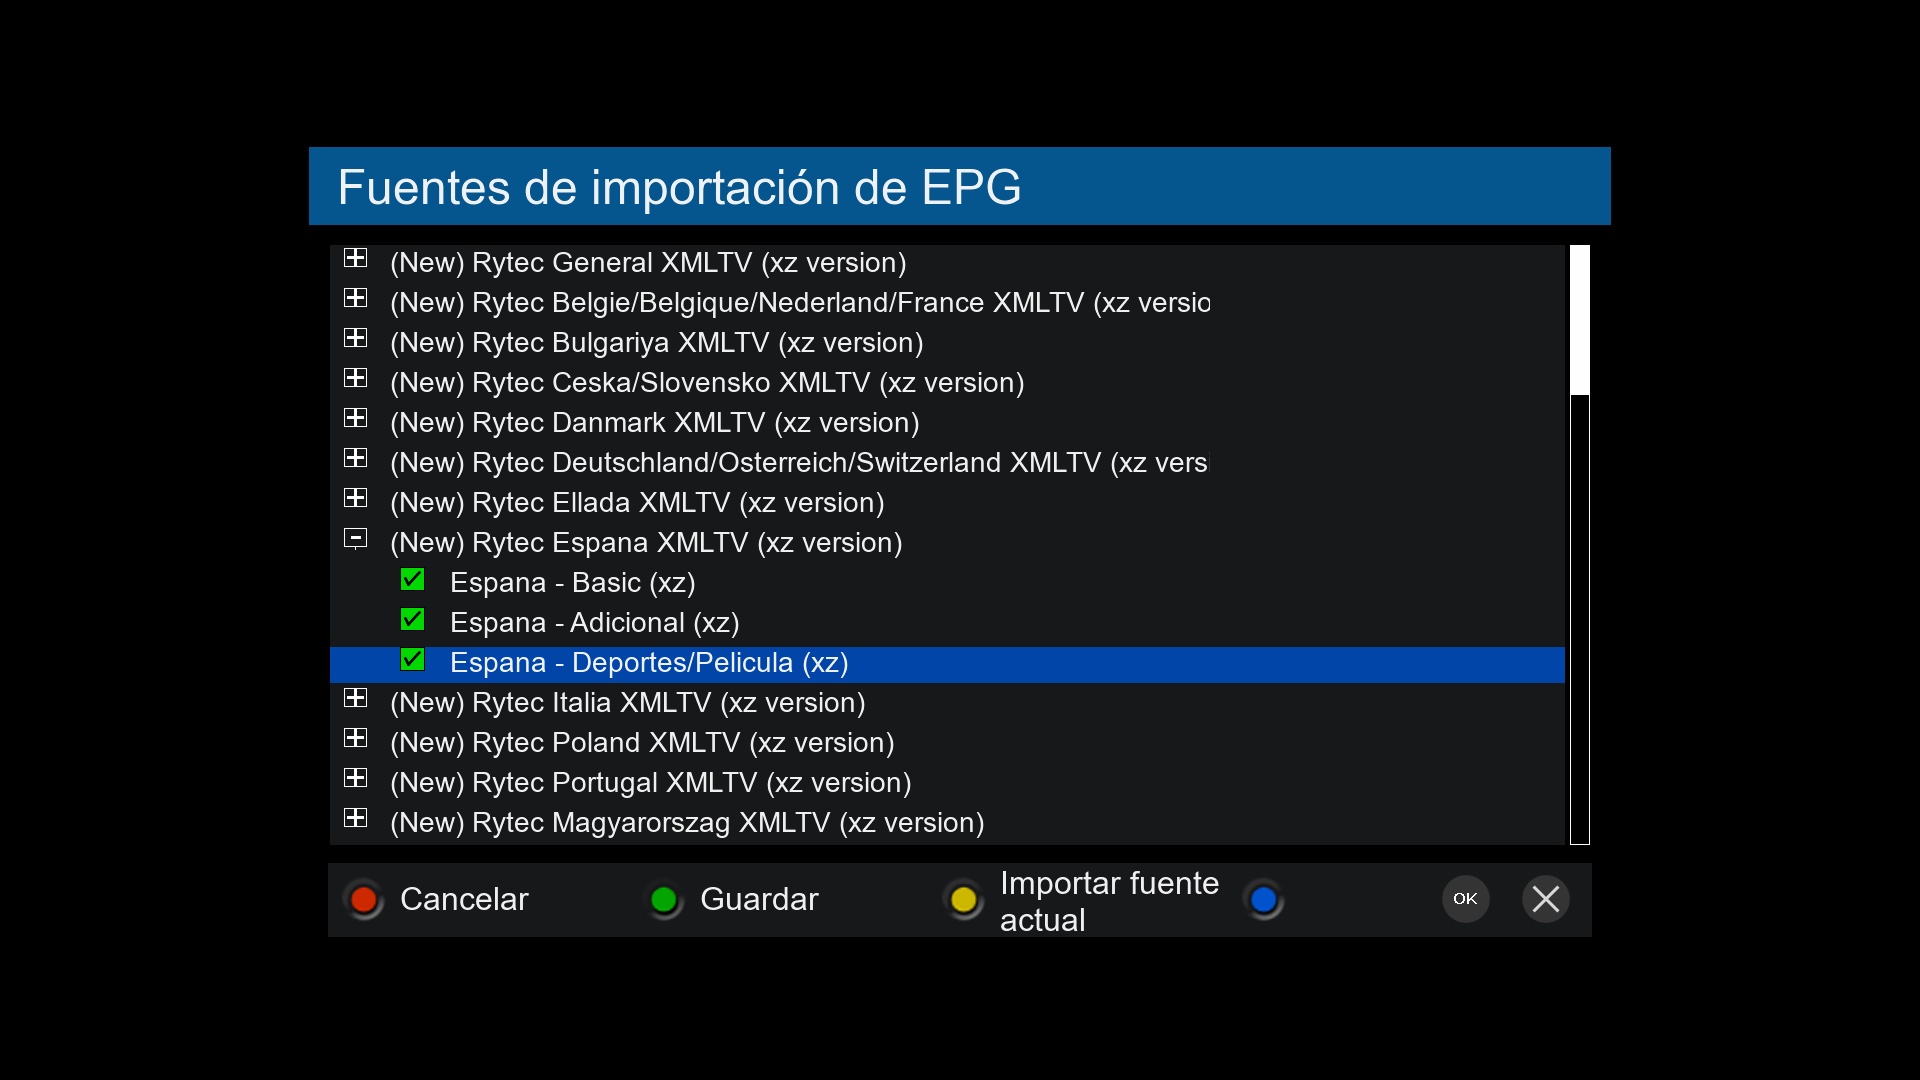 Fuentes de importación de EPG
(New) Rytec General XMLTV (xz version)
(New) Rytec Belgie/Belgique/Nederland/France XMLTV (xz versio
(New) Rytec Bulgariya XMLTV (xz version)
(New) Rytec Ceska/Slovensko XMLTV (xz version)
(New) Rytec Danmark XMLTV (xz version)
(New) Rytec Deutschland/Osterreich/Switzerland XMLTV (xz vers
(New) Rytec Ellada XMLTV (xz version)
(New) Rytec Espana XMLTV (xz version)
Espana - Basic (xz)
Espana - Adicional (xz)
Espana - Deportes/Pelicula (xz)
(New) Rytec Italia XMLTV (xz version)
(New) Rytec Poland XMLTV (xz version)
(New) Rytec Portugal XMLTV (xz version)
(New) Rytec Magyarorszag XMLTV (xz version)
Cancelar
Guardar
Importar fuente
actual
OK